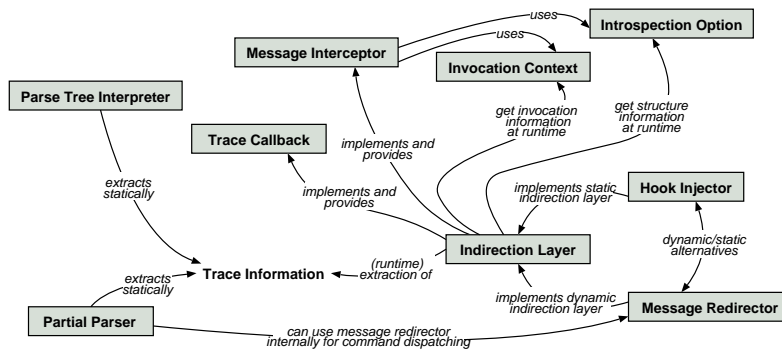 uses
Introspection Option
Message Interceptor
uses
Invocation Context
Parse Tree Interpreter
get invocation
information
at runtime
get structure
information
at runtime
Trace Callback
implements and
provides
extracts
statically
implements and
provides
implements static
indirection layer
Hook Injector
Indirection Layer
dynamic/static
alternatives
(runtime)
extraction of
Trace Information
extracts
statically
implements dynamic
indirection layer
Message Redirector
Partial Parser
can use message redirector
internally for command dispatching